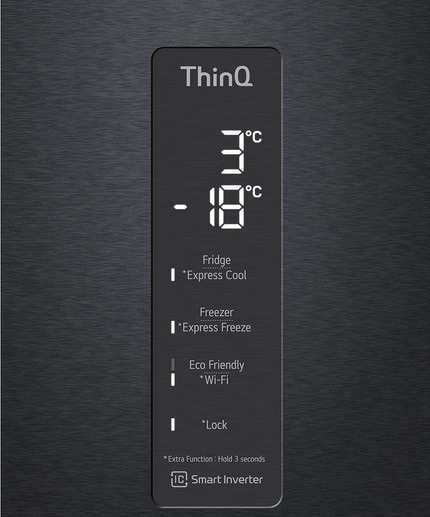 ThinQ
3°C
-18°C
Fridge
*Express Cool
Freezer
*Express Freeze
Eco Friendly
*Wi-Fi
*Lock
*Extra Function : Hold 3 seconds
Smart Inverter